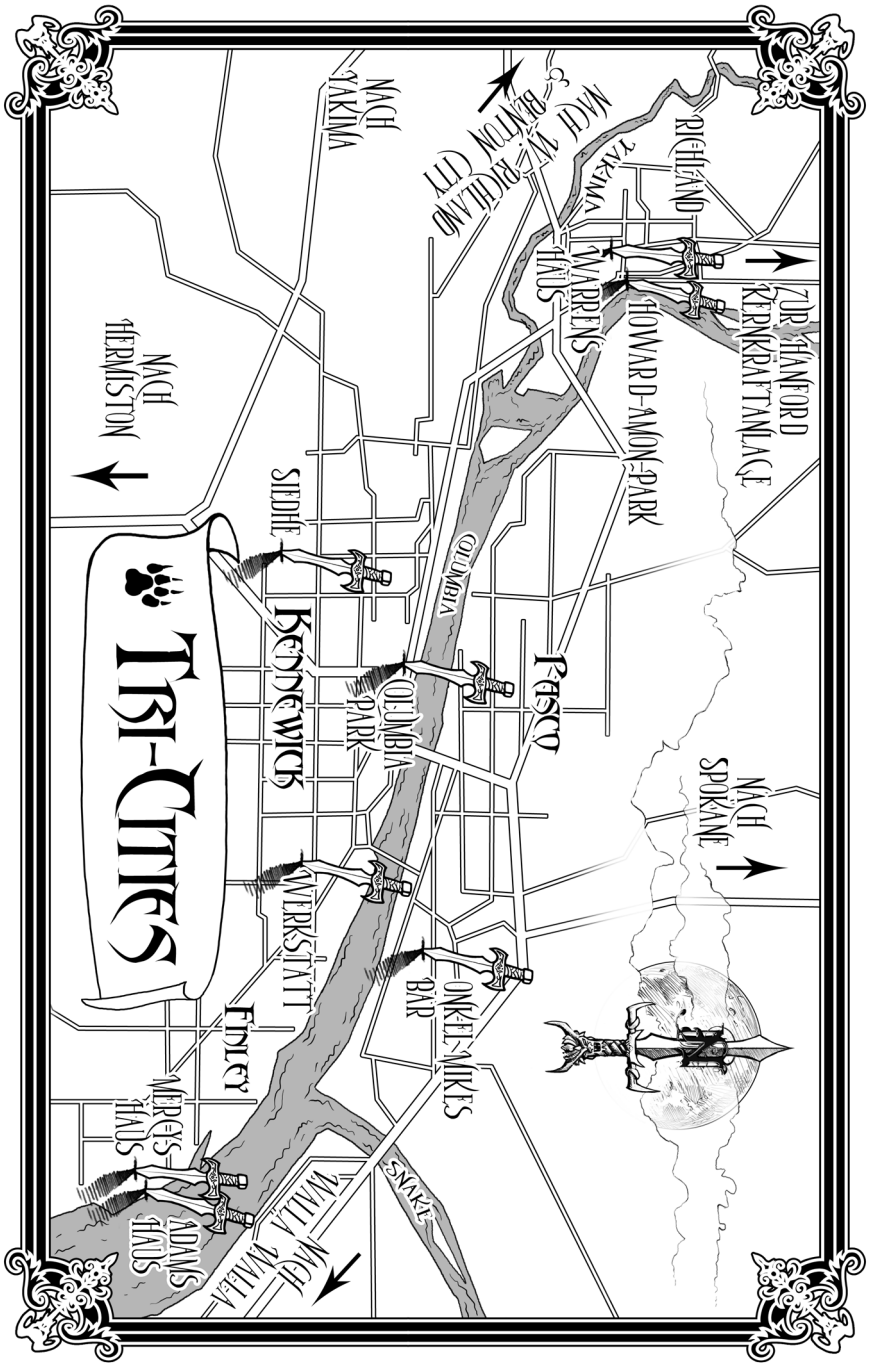 ZUR HANFORD
KERNKRAFTANLAGE
RICHLAND
YAKIMA
NACH W. RICHLAND
& BENTON CITY
WARRENS
HAUS
HOWARD-AMON-PARK
NACH
YAKIMA
NACH
SPOKANE
PASCO
COLUMBIA
NACH
HERMISTON
SIEDHE
KENNEWICK
COLUMBIA
PARK
ONKEL MIKES
BAR
WERKSTATT
FINLEY
SNAKE
NACH
WALLA
WALLA
MERCYS
HAUS
ADAMS
HAUS
TRI-CITIES